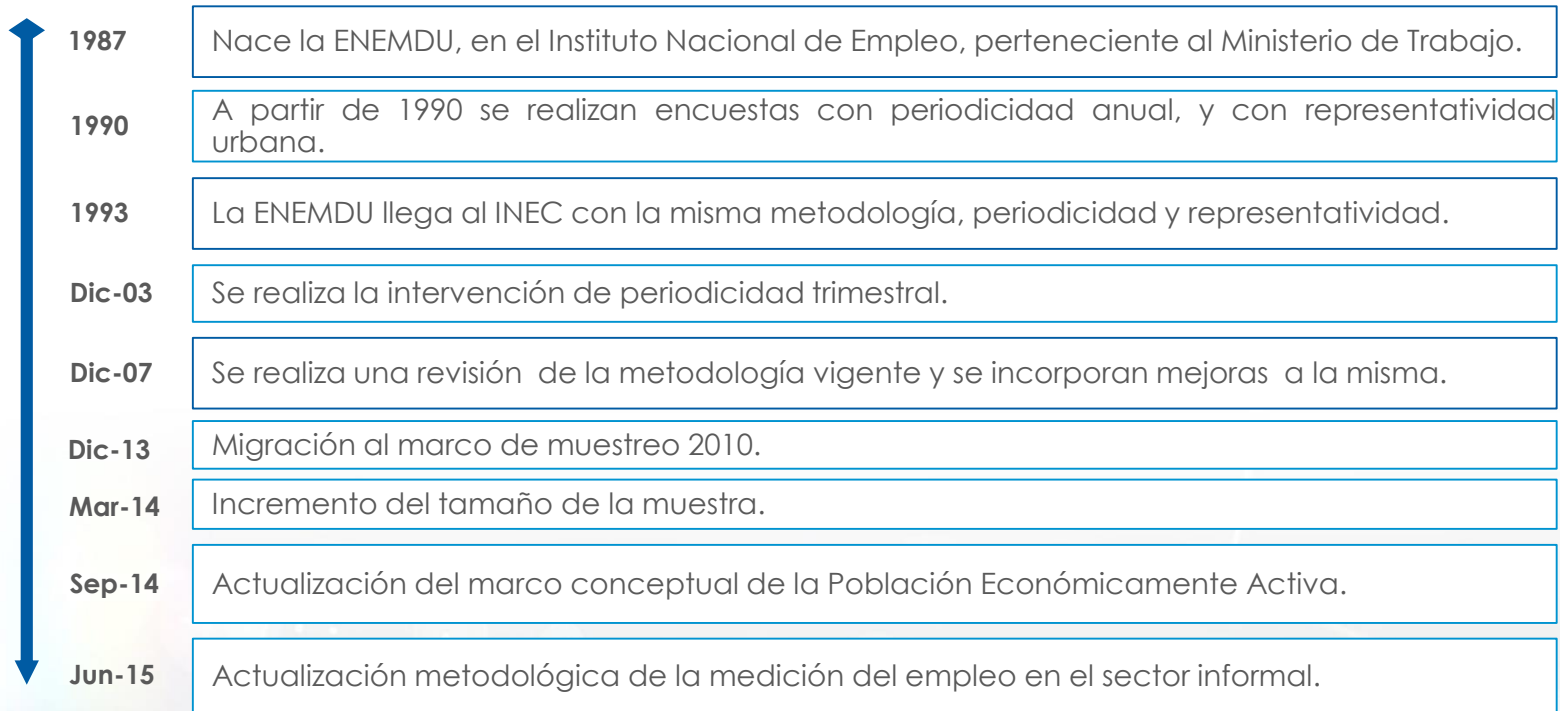 1987
Nace la ENEMDU, en el Instituto Nacional de Empleo, perteneciente al Ministerio de Trabajo.
1990
A partir de 1990 se realizan encuestas con periodicidad anual, y con representatividad
urbana.
1993
La ENEMDU llega al INEC con la misma metodología, periodicidad y representatividad.
Dic-03
Se realiza la intervención de periodicidad trimestral.
Dic-07
Se realiza una revisión de la metodología vigente y se incorporan mejoras a la misma.
Dic-13
Migración al marco de muestreo 2010.
Mar-14
Incremento del tamaño de la muestra.
Sep-14
Actualización del marco conceptual de la Población Económicamente Activa.
Jun-15
Actualización metodológica de la medición del empleo en el sector informal.